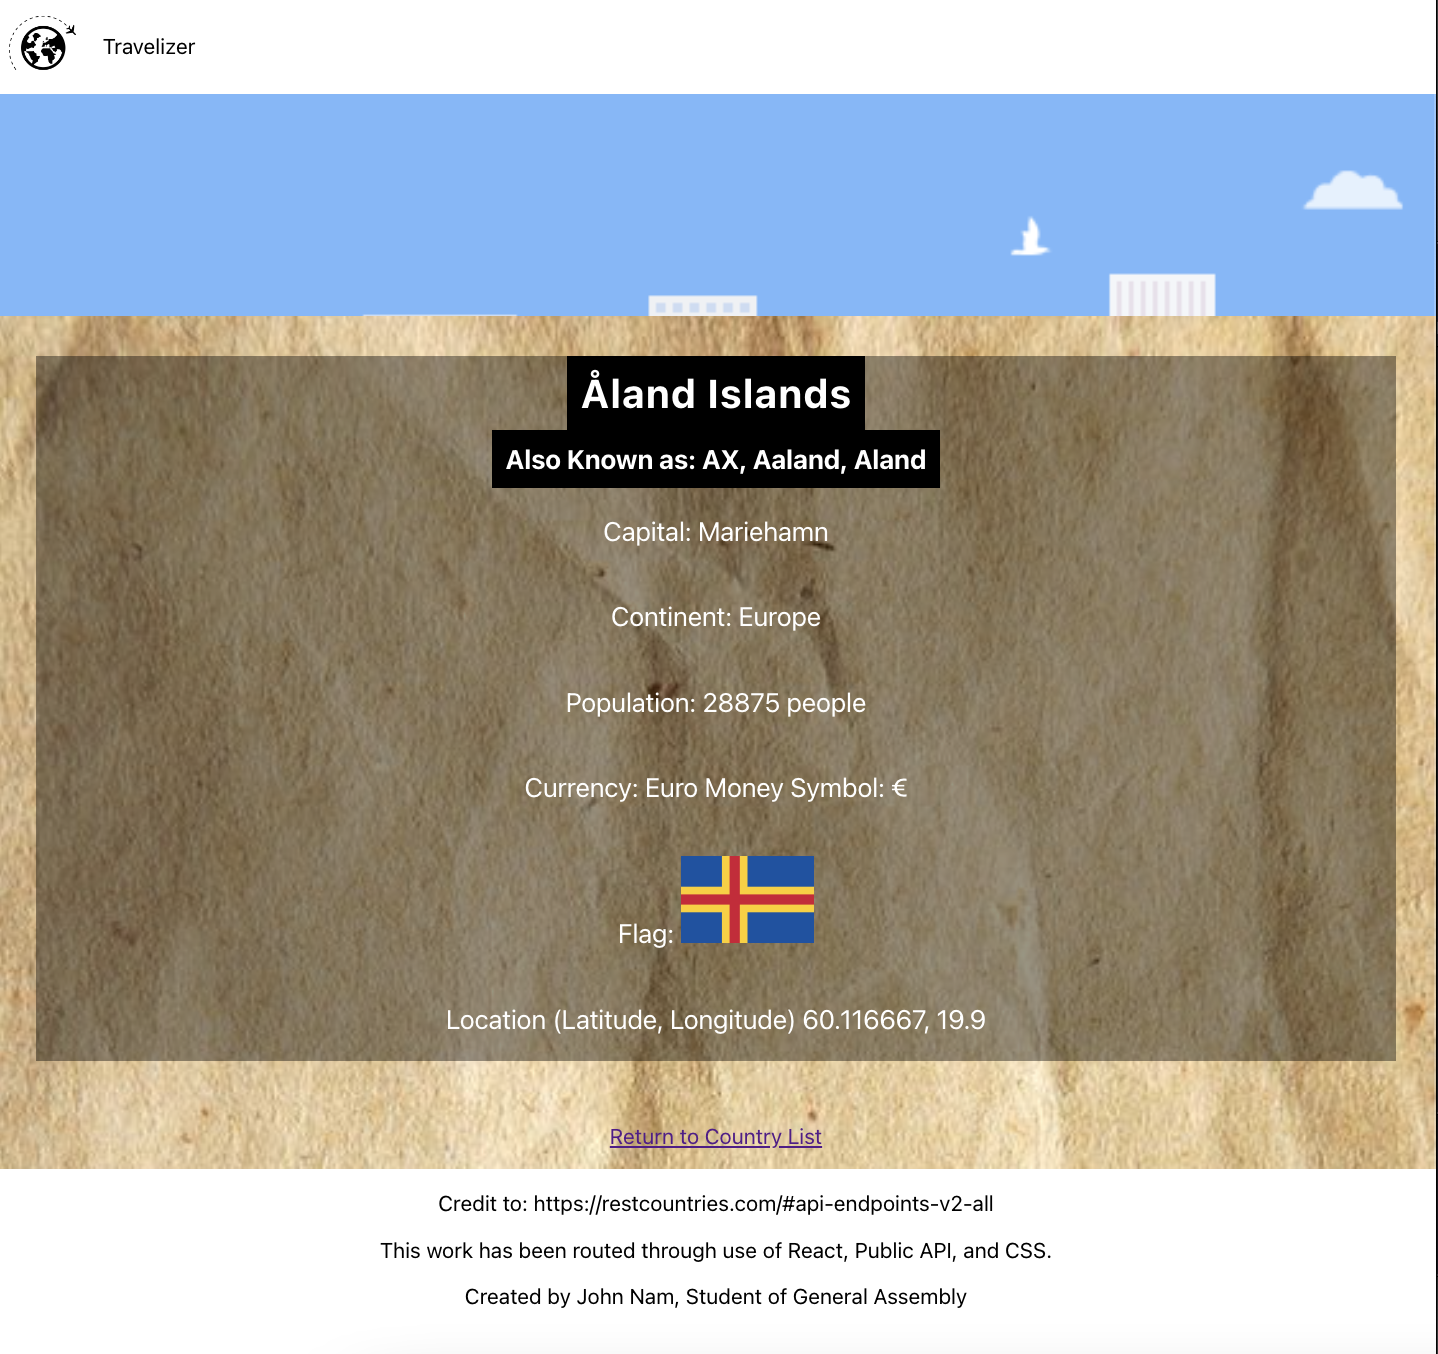 Travelizer
Åland Islands
Also Known as: AX, Aaland, Aland
Capital: Mariehamn
Continent: Europe
Population: 28875 people
Currency: Euro Money Symbol: €
Flag:
Location (Latitude, Longitude) 60.116667, 19.9
Return to Country List
Credit to: https://restcountries.com/#api-endpoints-v2-all
This work has been routed through use of React, Public API, and CSS.
Created by John Nam, Student of General Assembly